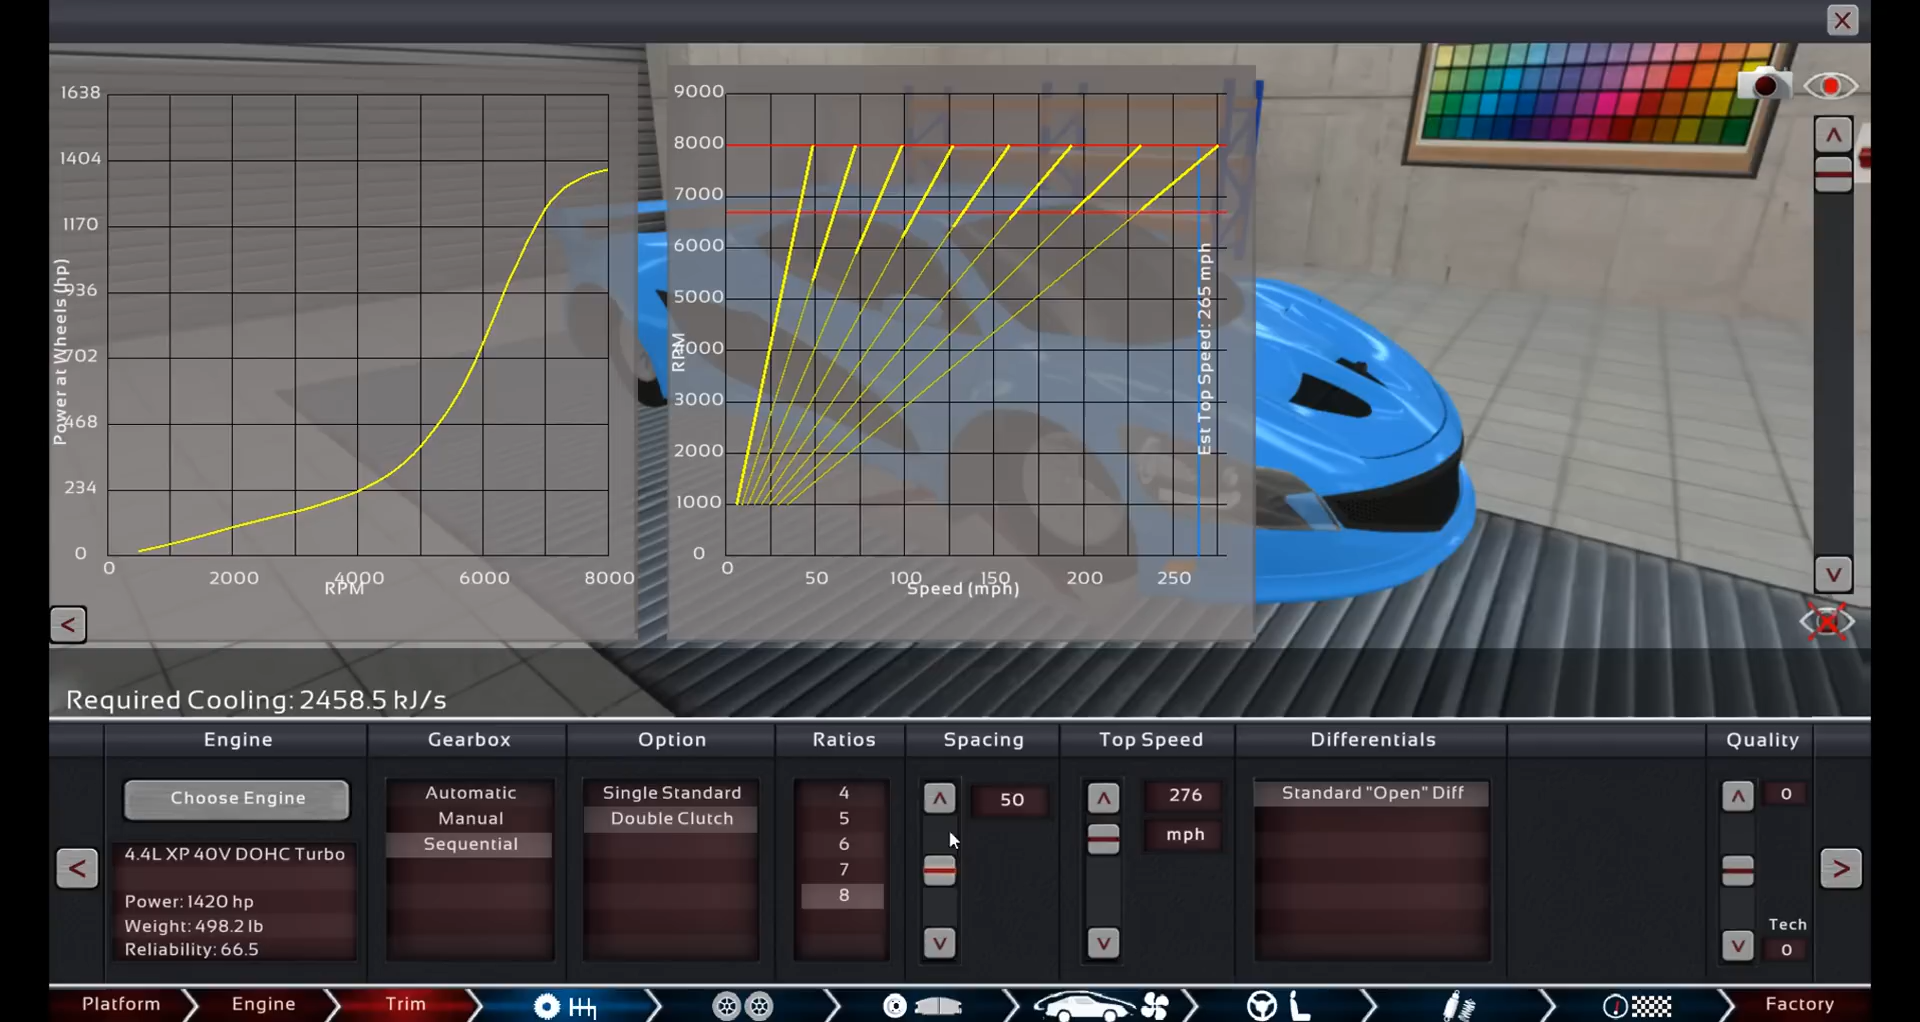 1638
1404
1170
936
702
468
234
0
Power at Wheels (hp)
0 2000 4000 6000 8000
RPM
9000
8000
7000
6000
5000
4000
3000
2000
1000
0
RPM
0 50 100 150 200 250
Speed (mph)
Est Top Speed: 265 mph
Required Cooling: 2458.5 kJ/s
Engine Gearbox Option Ratios Spacing Top Speed Differentials Quality
Choose Engine
4.4L XP 40V DOHC Turbo
Power: 1420 hp
Weight: 498.2 lb
Reliability: 66.5
Automatic
Manual
Sequential
Single Standard
Double Clutch
4
5
6
7
8
50
276
mph
Standard "Open" Diff
0
Tech
0
Platform Engine Trim Factory